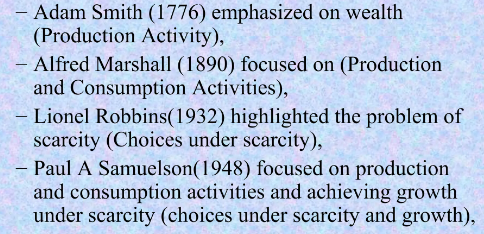 – Adam Smith (1776) emphasized on wealth
(Production Activity),
– Alfred Marshall (1890) focused on (Production
and Consumption Activities),
– Lionel Robbins(1932) highlighted the problem of
scarcity (Choices under scarcity),
– Paul A Samuelson(1948) focused on production
and consumption activities and achieving growth
under scarcity (choices under scarcity and growth),